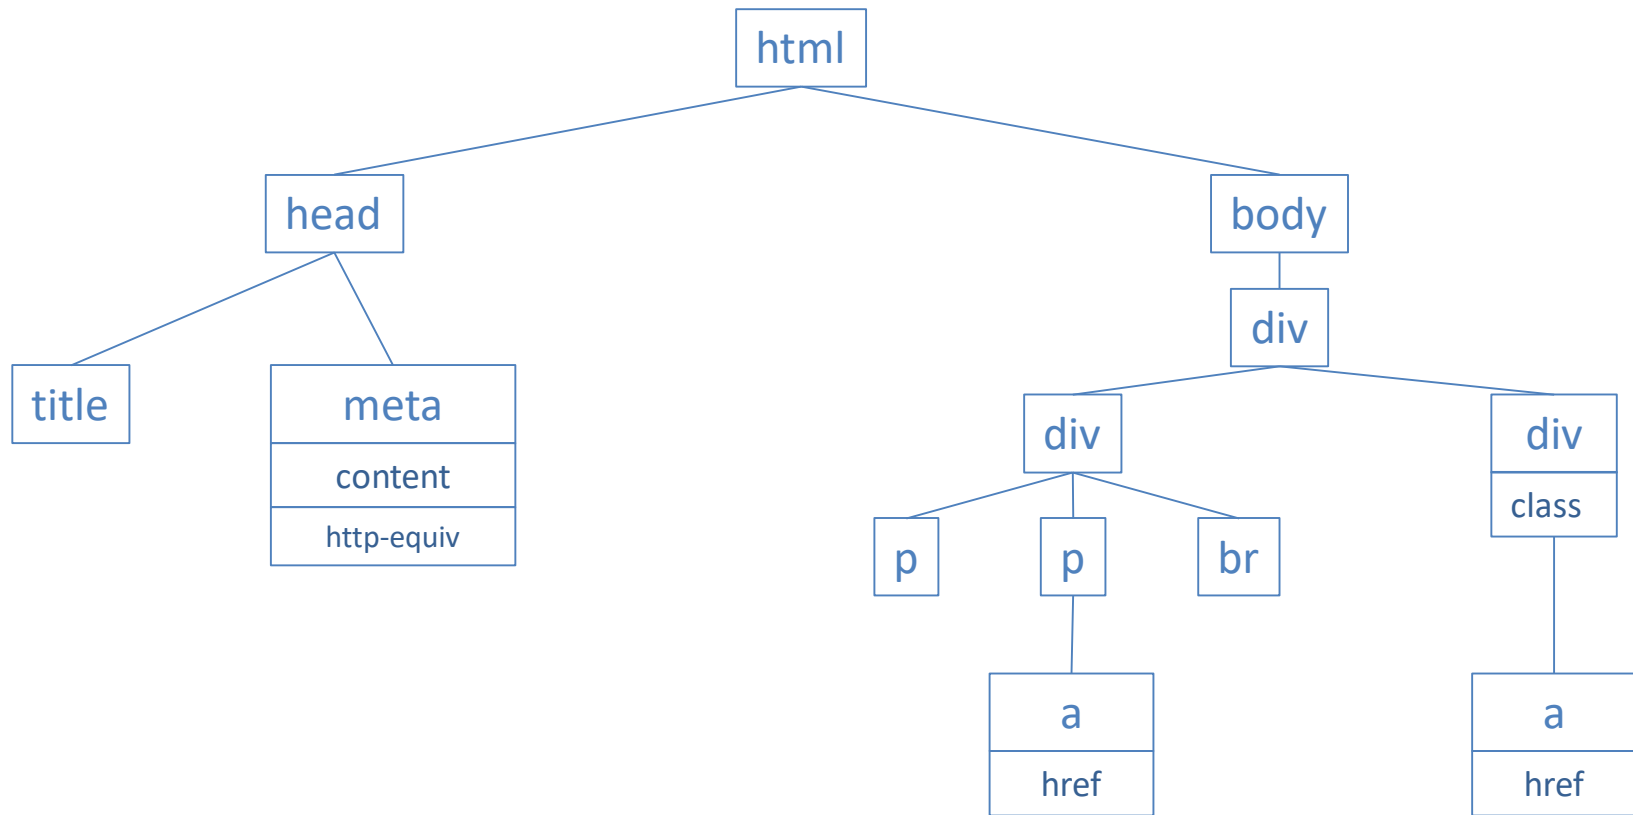 html
head
body
div
title
meta
content
http-equiv
div
div
class
p
p
br
a
href
a
href